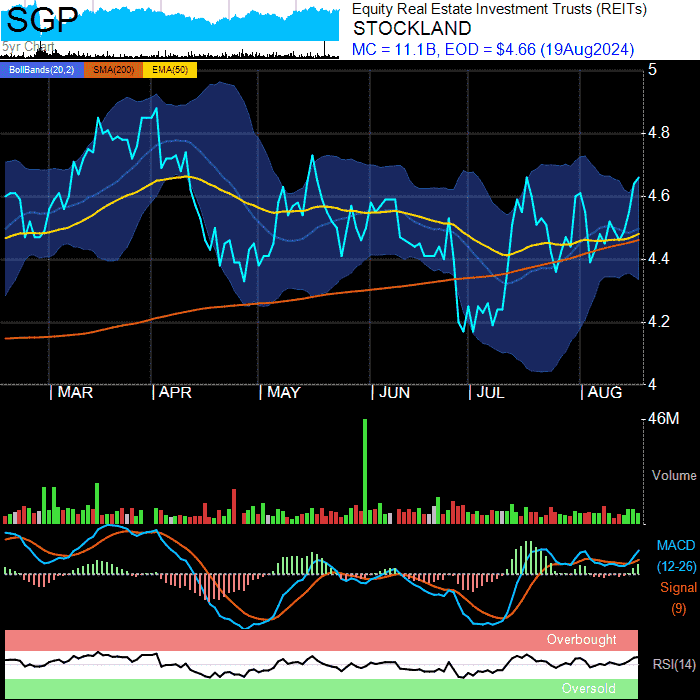 SGP
5yr Chart
Equity Real Estate Investment Trusts (REITs)
STOCKLAND
MC = 11.1B, EOD = $4.66 (19Aug2024)
BollBands(20,2) SMA(200) EMA(50)
5
4.8
4.6
4.4
4.2
4
MAR APR MAY JUN JUL AUG
46M
Volume
MACD
(12-26)
Signal
(9)
Overbought
RSI(14)
Oversold